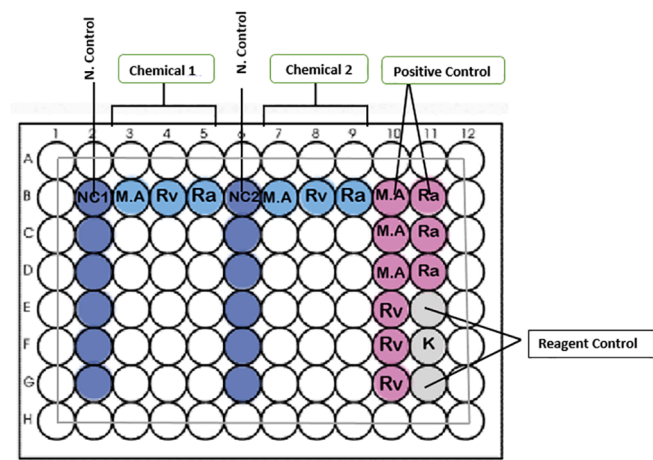 N. Control
N. Control
Chemical 1
Chemical 2
Positive Control
1 2 3 4 5 6 7 8 9 10 11 12
A
B NC1 M.A Rv Ra NC2 M.A Rv Ra M.A Ra
C M.A Ra
D M.A Ra
E Rv
F Rv K
G Rv
H
Reagent Control